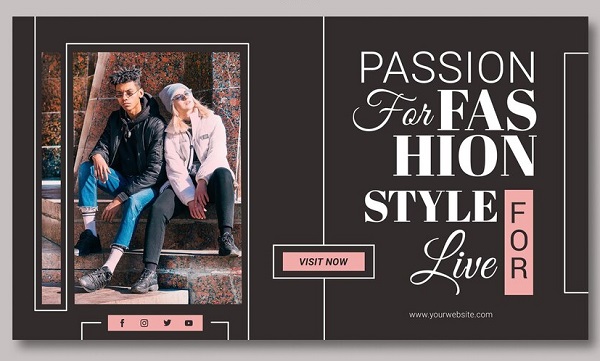 PASSION
For FAS
HION
STYLE FOR
Live
VISIT NOW
www.yourwebsite.com